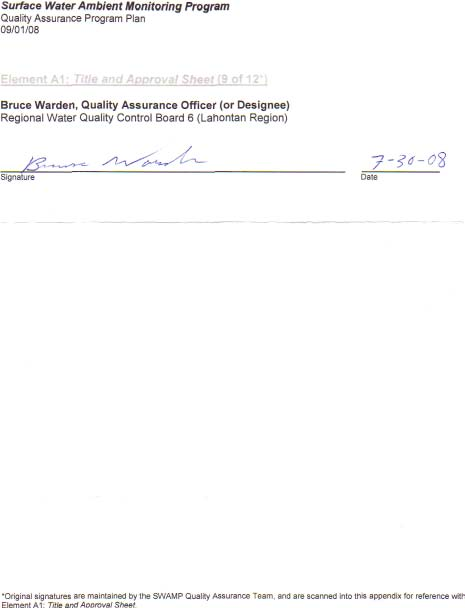 Surface Water Ambient Monitoring Program
Quality Assurance Program Plan
09/01/08
Element A1: Title and Approval Sheet (9 of 12*)
Bruce Warden, Quality Assurance Officer (or Designee)
Regional Water Quality Control Board 6 (Lahontan Region)
Bruce Warden 7-30-08
Signature Date
*Original signatures are maintained by the SWAMP Quality Assurance Team, and are scanned into this appendix for reference with
Element A1: Title and Approval Sheet.